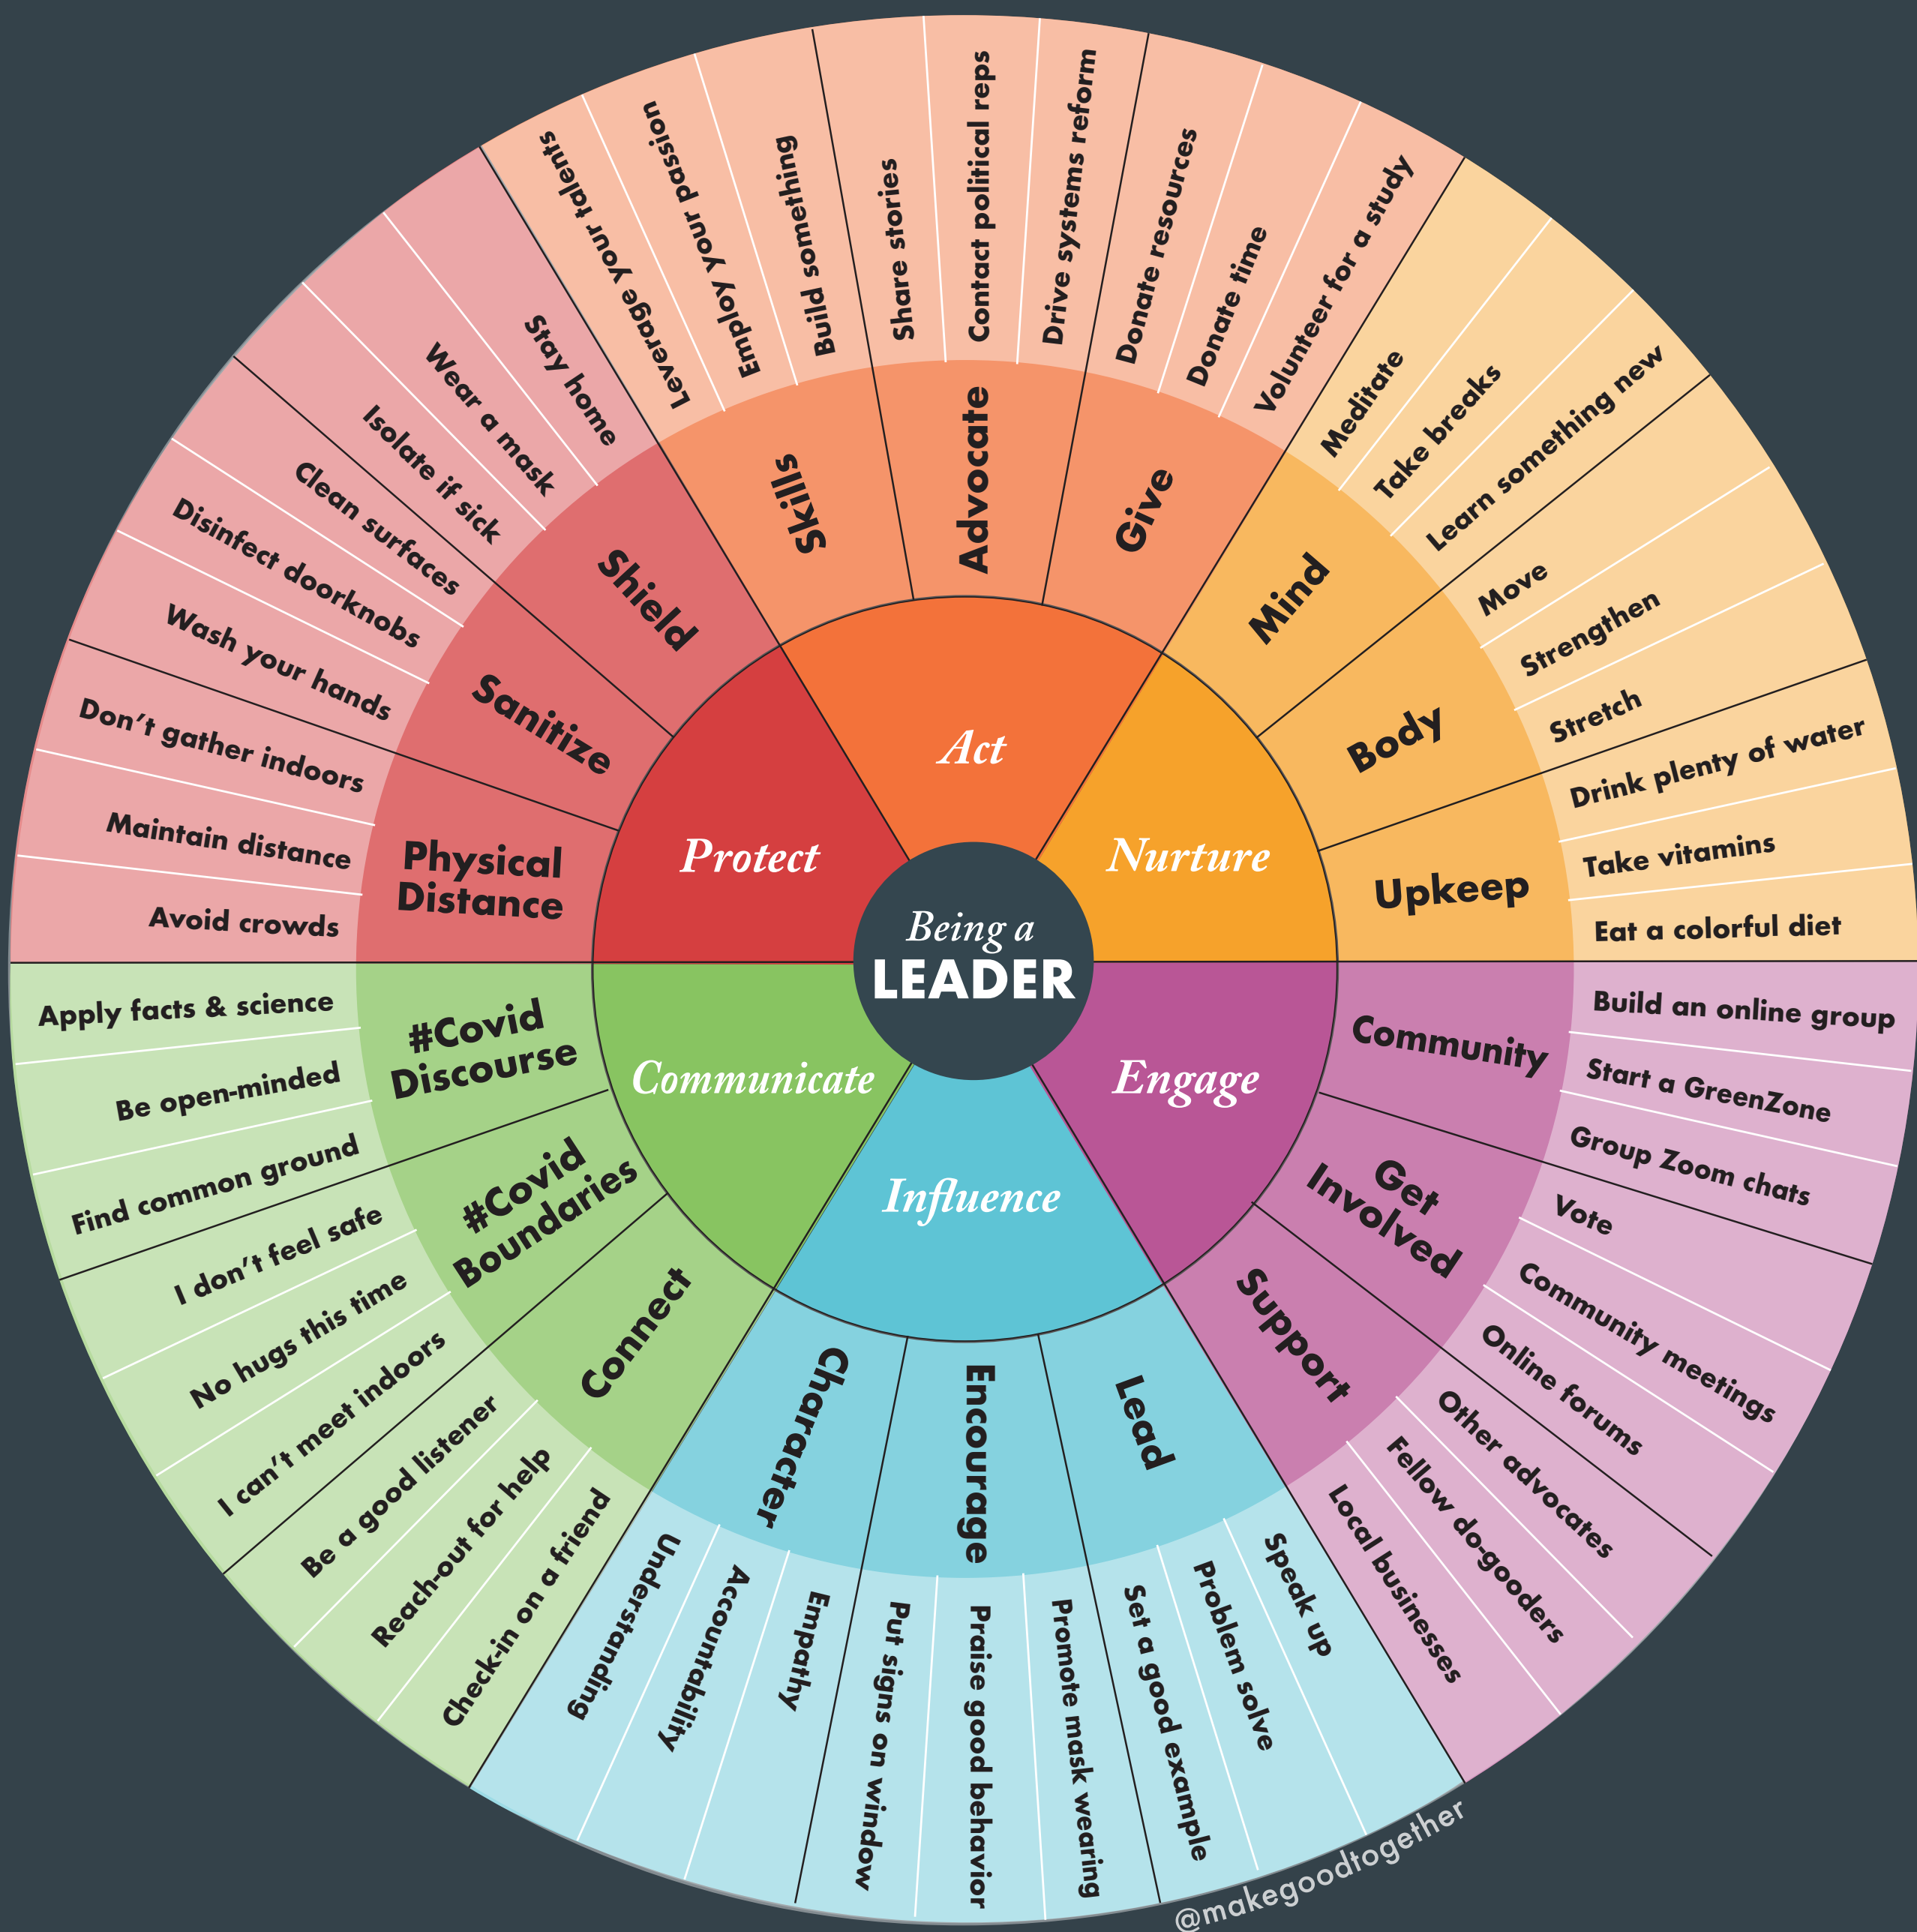 Being a
LEADER
Act
Skills
Leverage your talents
Employ your passion
Build something
Advocate
Share stories
Contact political reps
Drive systems reform
Give
Donate resources
Donate time
Volunteer for a study
Nurture
Mind
Meditate
Take breaks
Learn something new
Body
Move
Strengthen
Stretch
Upkeep
Drink plenty of water
Take vitamins
Eat a colorful diet
Engage
Community
Build an online group
Start a GreenZone
Group Zoom chats
Get
Involved
Vote
Community meetings
Online forums
Support
Other advocates
Fellow do-gooders
Local businesses
Influence
Lead
Speak up
Problem solve
Set a good example
Encourage
Promote mask wearing
Praise good behavior
Put signs on window
Character
Empathy
Accountability
Understanding
Communicate
Connect
Check-in on a friend
Reach-out for help
Be a good listener
#Covid
Boundaries
I can’t meet indoors
No hugs this time
I don’t feel safe
#Covid
Discourse
Find common ground
Be open-minded
Apply facts & science
Protect
Physical
Distance
Avoid crowds
Maintain distance
Don’t gather indoors
Sanitize
Wash your hands
Disinfect doorknobs
Clean surfaces
Shield
Isolate if sick
Wear a mask
Stay home
@makegoodtogether